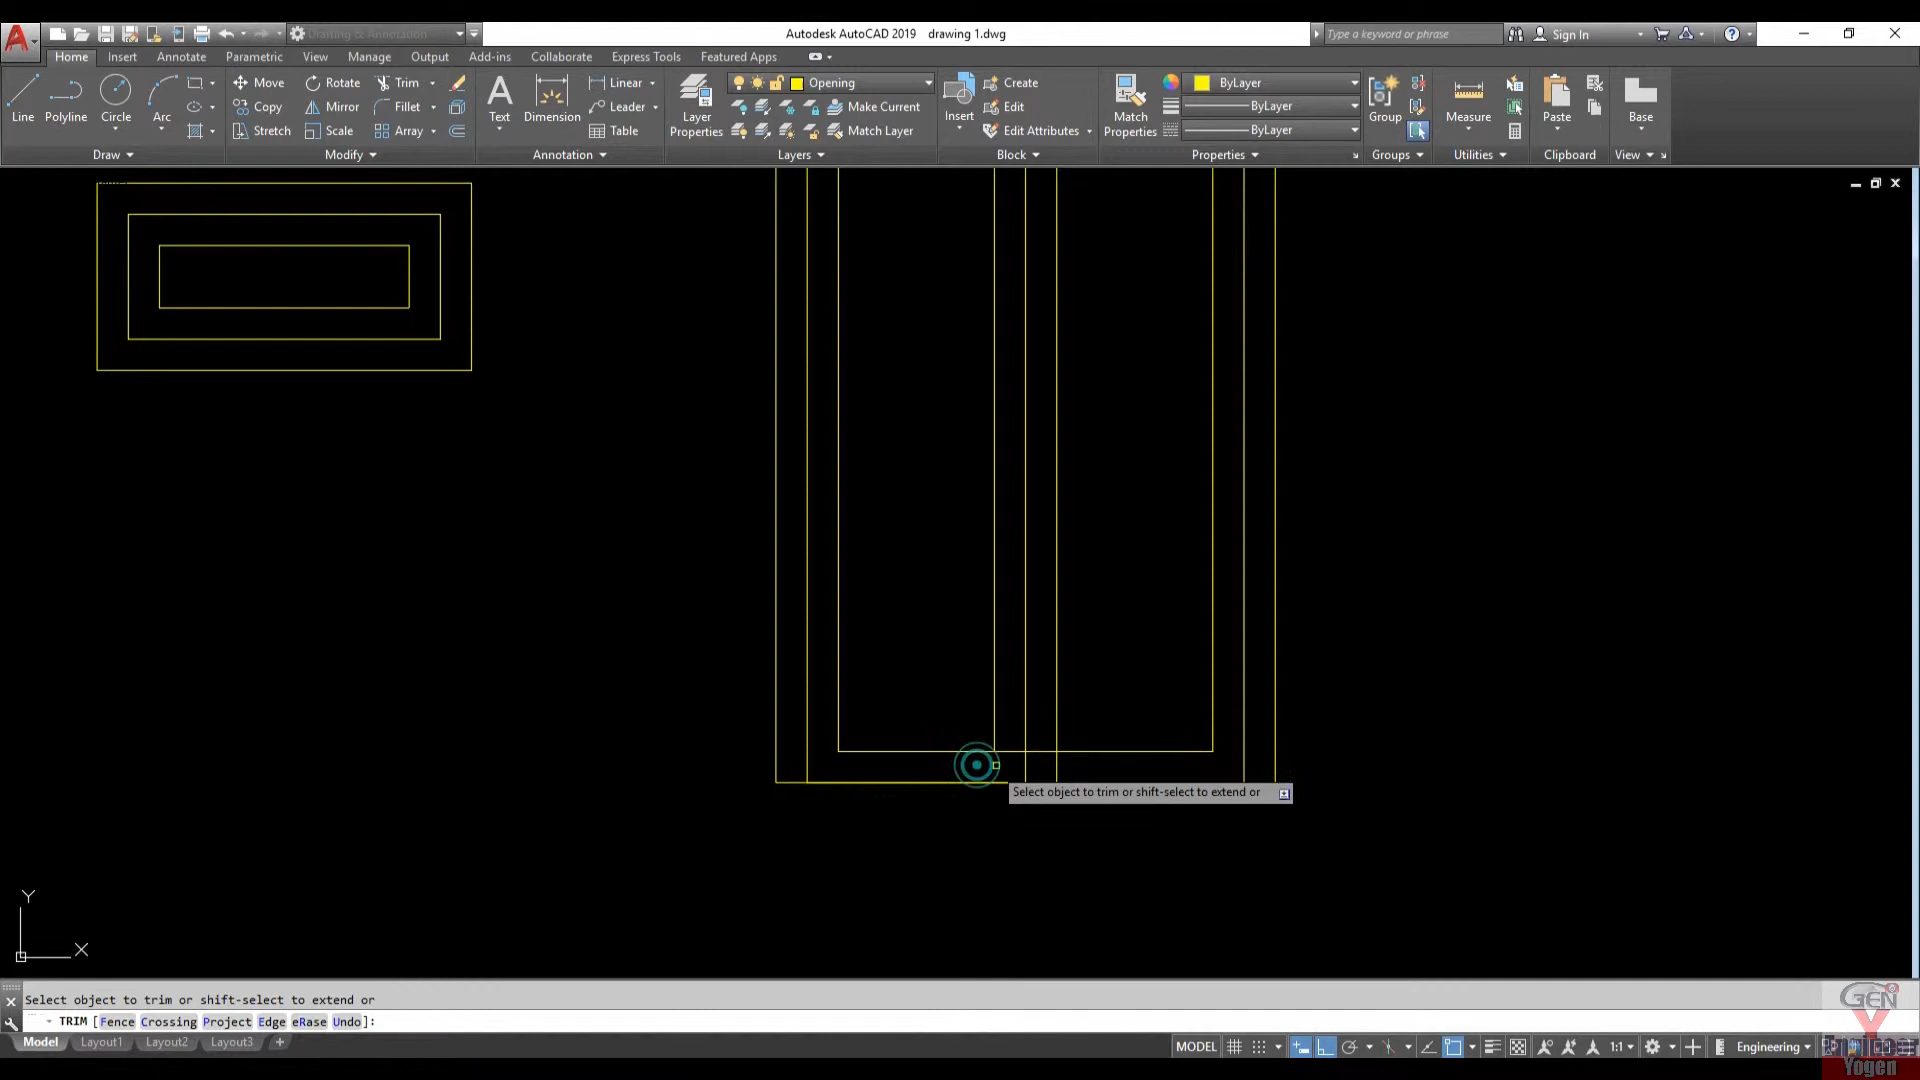 Drafting & Annotation
Autodesk AutoCAD 2019 drawing 1.dwg
Type a keyword or phrase
Sign In
Home Insert Annotate Parametric View Manage Output Add-ins Collaborate Express Tools Featured Apps
Move Rotate Trim
Linear
Opening
Create
ByLayer
Copy Mirror Fillet
Leader
Make Current
Edit
ByLayer
Line Polyline Circle Arc
Text Dimension
Layer Properties
Insert
Match Properties
Group
Measure
Paste
Base
Stretch Scale Array
Table
Match Layer
Edit Attributes
ByLayer
Draw Modify Annotation Layers Block Properties Groups Utilities Clipboard View
Select object to trim or shift-select to extend or
Y
X
Select object to trim or shift-select to extend or
TRIM [Fence Crossing Project Edge eRase Undo]:
Model Layout1 Layout2 Layout3 +
MODEL 1:1 Engineering
GEN
Y
Yogen